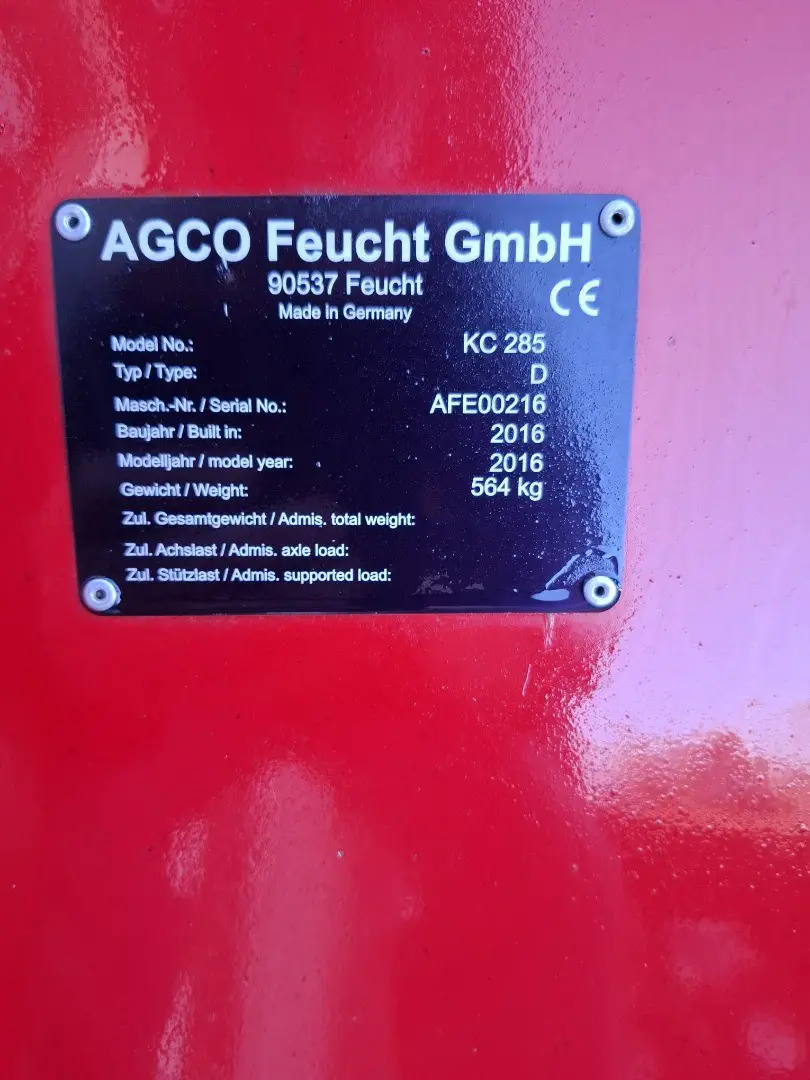 AGCO Feucht GmbH
90537 Feucht
Made in Germany
CE
Model No.: KC 285
Typ / Type: D
Masch.-Nr. / Serial No.: AFE00216
Baujahr / Built in: 2016
Modelljahr / model year: 2016
Gewicht / Weight: 564 kg
Zul. Gesamtgewicht / Admis. total weight:
Zul. Achslast / Admis. axle load:
Zul. Stützlast / Admis. supported load: